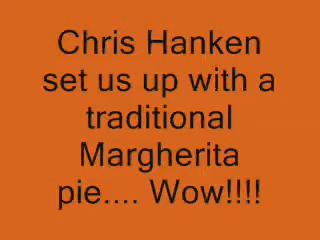 Chris Hanken
set us up with a
traditional
Margherita
pie.... Wow!!!!